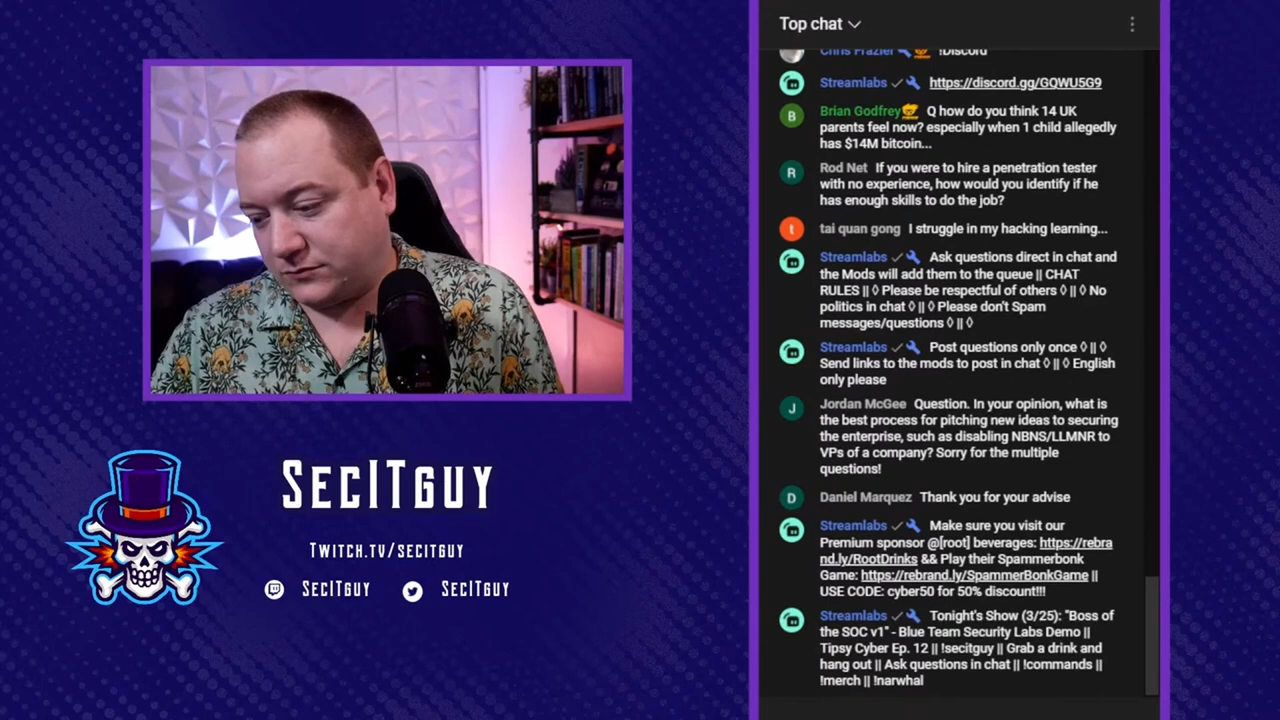 SecITguy
Twitch.tv/secitguy
SecITguy
SecITguy
Top chat
Chris Frazier !Discord
Streamlabs https://discord.gg/GQWU5G9
B
Brian Godfrey Q how do you think 14 UK
parents feel now? especially when 1 child allegedly
has $14M bitcoin...
R
Rod Net If you were to hire a penetration tester
with no experience, how would you identify if he
has enough skills to do the job?
t
tai quan gong I struggle in my hacking learning...
Streamlabs Ask questions direct in chat and
the Mods will add them to the queue || CHAT
RULES || ◊ Please be respectful of others ◊ || ◊ No
politics in chat ◊ || ◊ Please don't Spam
messages/questions ◊ || ◊
Streamlabs Post questions only once ◊ || ◊
Send links to the mods to post in chat ◊ || ◊ English
only please
J
Jordan McGee Question. In your opinion, what is
the best process for pitching new ideas to securing
the enterprise, such as disabling NBNS/LLMNR to
VPs of a company? Sorry for the multiple
questions!
D
Daniel Marquez Thank you for your advise
Streamlabs Make sure you visit our
Premium sponsor @[root] beverages: https://rebra
nd.ly/RootDrinks && Play their Spammerbonk
Game: https://rebrand.ly/SpammerBonkGame ||
USE CODE: cyber50 for 50% discount!!!
Streamlabs Tonight's Show (3/25): "Boss of
the SOC v1" - Blue Team Security Labs Demo ||
Tipsy Cyber Ep. 12 || !secitguy || Grab a drink and
hang out || Ask questions in chat || !commands ||
!merch || !narwhal